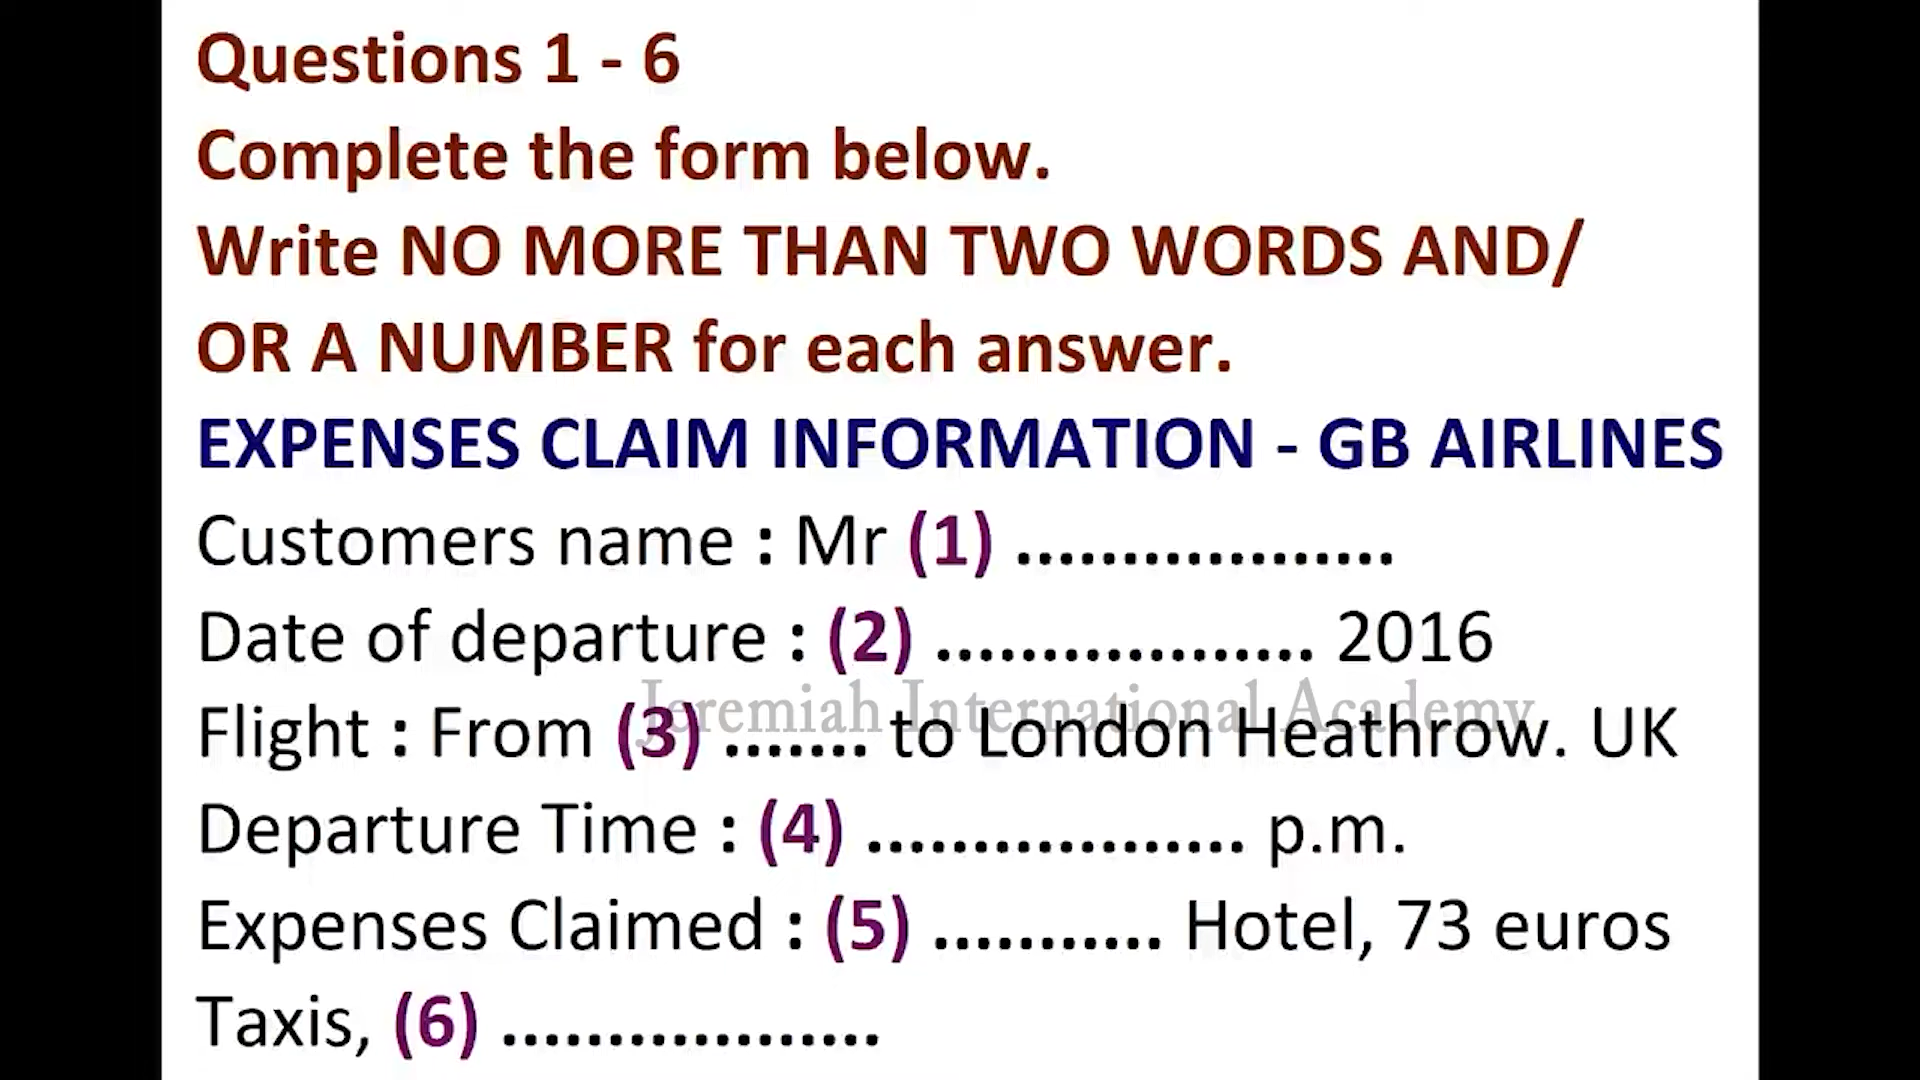 Questions 1 - 6
Complete the form below.
Write NO MORE THAN TWO WORDS AND/
OR A NUMBER for each answer.
EXPENSES CLAIM INFORMATION - GB AIRLINES
Customers name : Mr (1) ..................
Date of departure : (2) .................. 2016
Jeremiah International Academy
Flight : From (3) ....... to London Heathrow. UK
Departure Time : (4) .................. p.m.
Expenses Claimed : (5) ........... Hotel, 73 euros
Taxis, (6) ..................